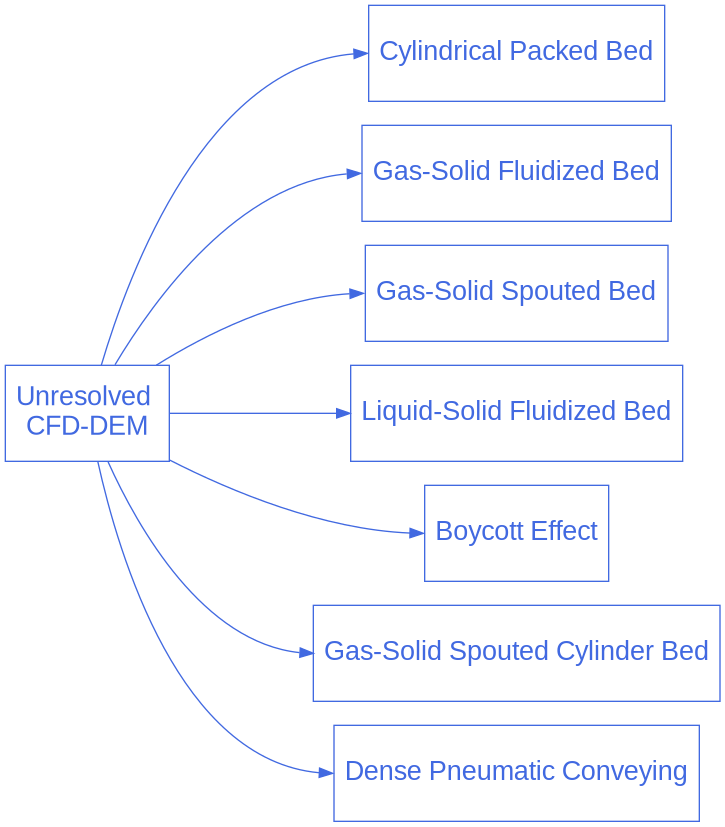 Cylindrical Packed Bed
Gas-Solid Fluidized Bed
Gas-Solid Spouted Bed
Unresolved
CFD-DEM
Liquid-Solid Fluidized Bed
Boycott Effect
Gas-Solid Spouted Cylinder Bed
Dense Pneumatic Conveying